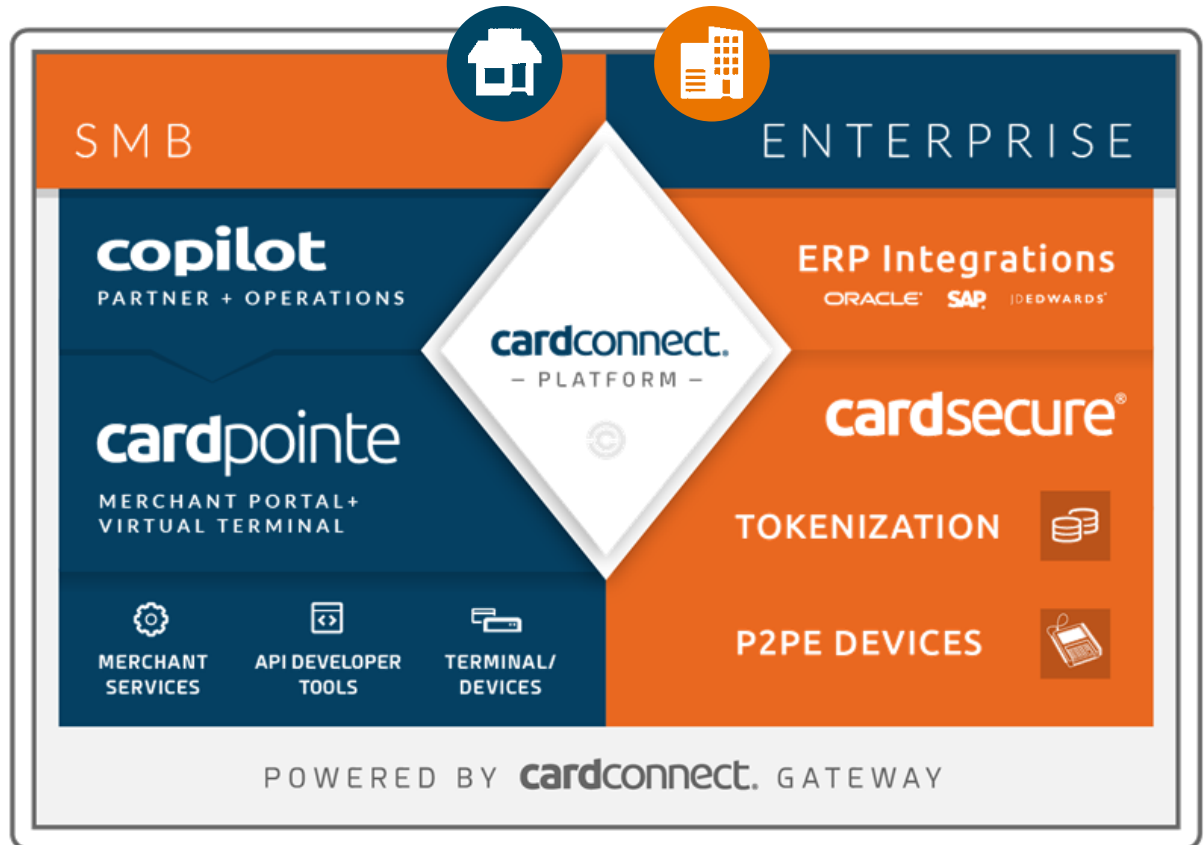 SMB
ENTERPRISE
copilot
PARTNER + OPERATIONS
cardpointe
MERCHANT PORTAL+
VIRTUAL TERMINAL
MERCHANT
SERVICES
API DEVELOPER
TOOLS
TERMINAL/
DEVICES
cardconnect.
– PLATFORM –
ERP Integrations
ORACLE® SAP® JDEDWARDS®
cardsecure®
TOKENIZATION
P2PE DEVICES
POWERED BY cardconnect. GATEWAY